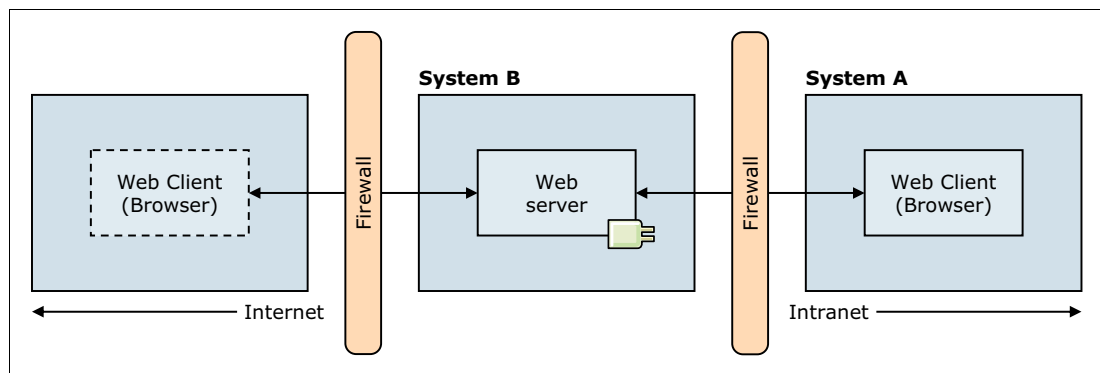 System B
System A
Web Client
(Browser)
Firewall
Web
server
Firewall
Web Client
(Browser)
Internet
Intranet